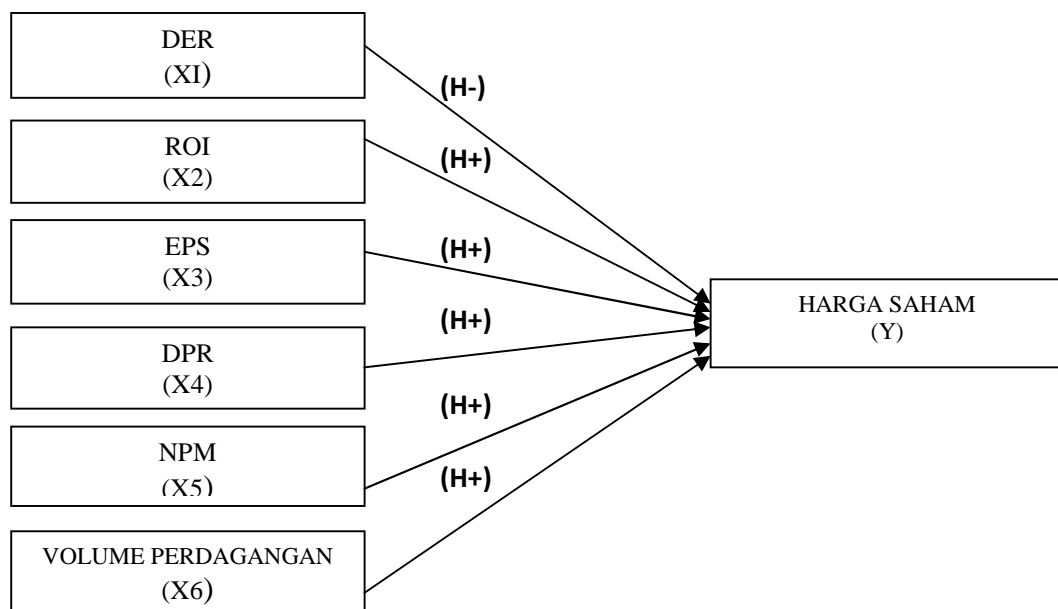 DER
(XI)
(H-)
ROI
(X2)
(H+)
EPS
(X3)
(H+)
HARGA SAHAM
(Y)
DPR
(X4)
(H+)
NPM
(X5)
(H+)
VOLUME PERDAGANGAN
(X6)
(H+)